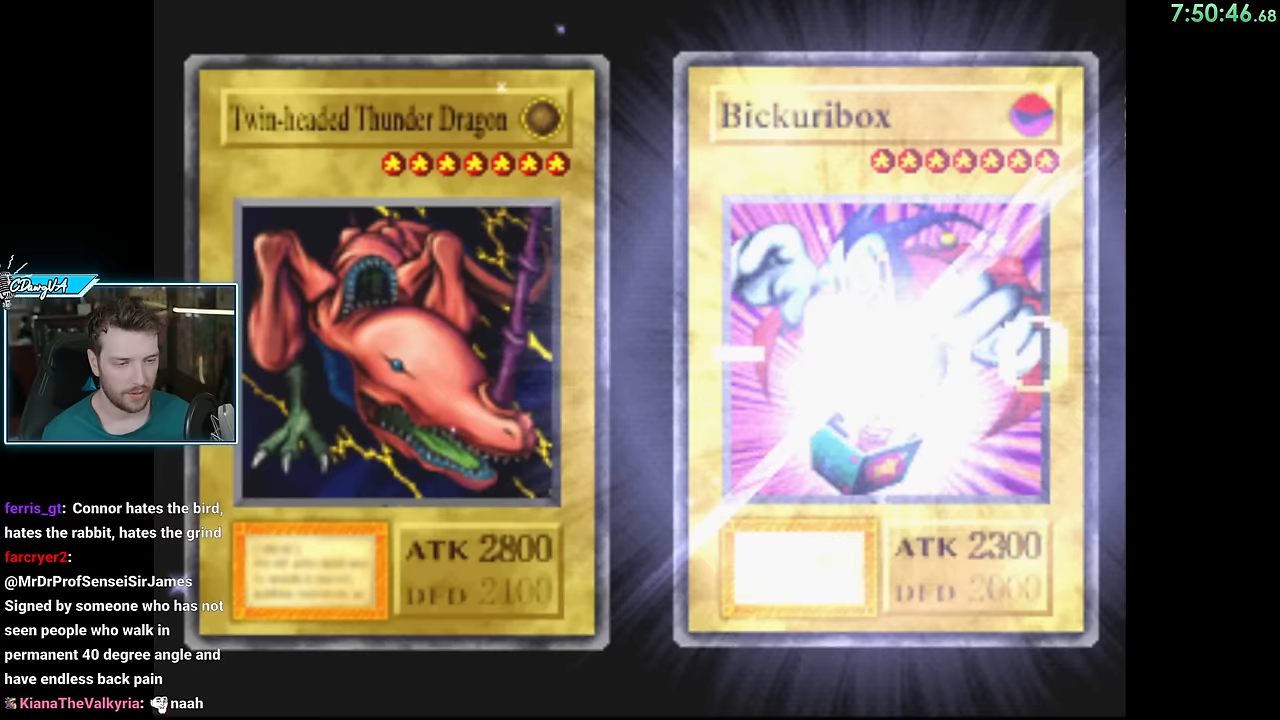 7:50:46.68
Twin-headed Thunder Dragon
Bickuribox
CDawgVA
ATK 2800
DFD 2100
ATK 2300
DFD 2000
ferris_gt: Connor hates the bird,
hates the rabbit, hates the grind
farcryer2:
@MrDrProfSenseiSirJames
Signed by someone who has not
seen people who walk in
permanent 40 degree angle and
have endless back pain
KianaTheValkyria: naah